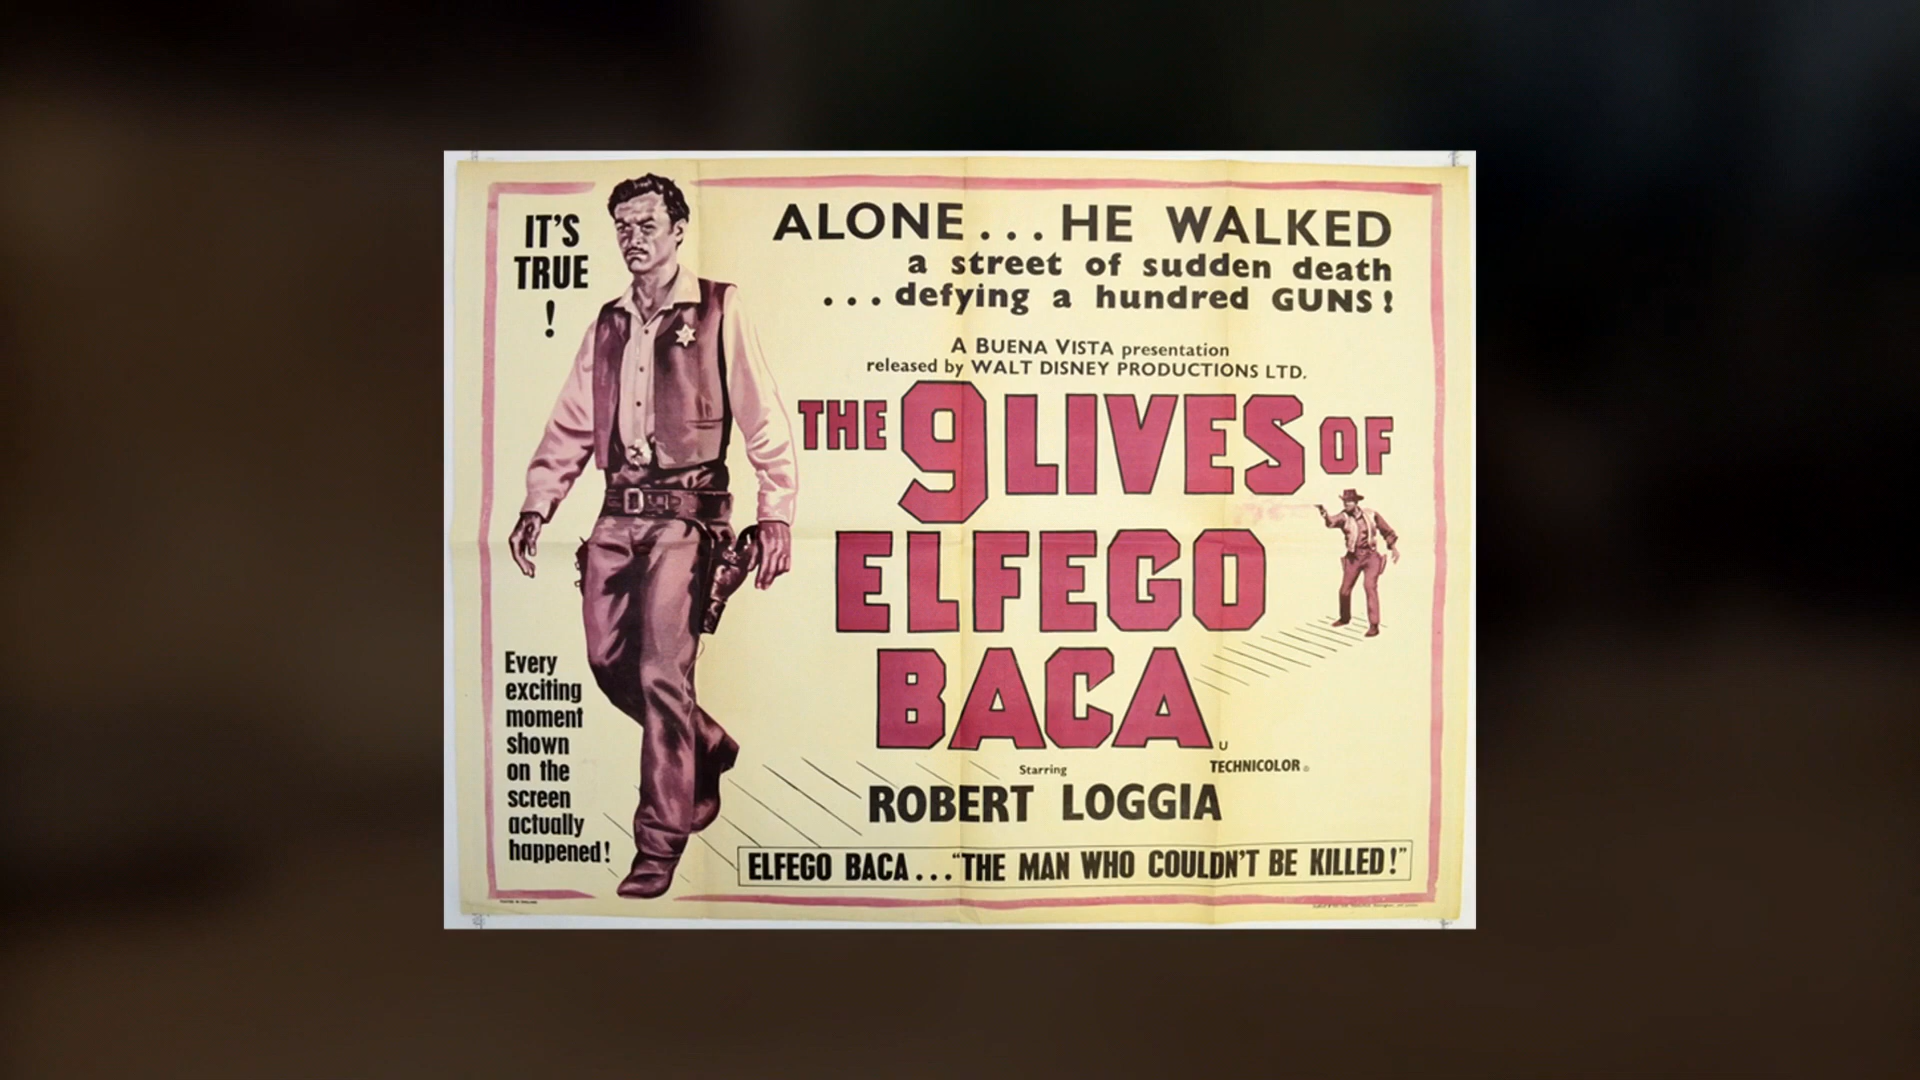 IT'S
TRUE
!
ALONE... HE WALKED
a street of sudden death
...defying a hundred GUNS!
A BUENA VISTA presentation
released by WALT DISNEY PRODUCTIONS LTD.
THE 9 LIVES OF
ELFEGO
BACA
U
TECHNICOLOR®
Starring
ROBERT LOGGIA
Every
exciting
moment
shown
on the
screen
actually
happened!
ELFEGO BACA... "THE MAN WHO COULDN'T BE KILLED!"